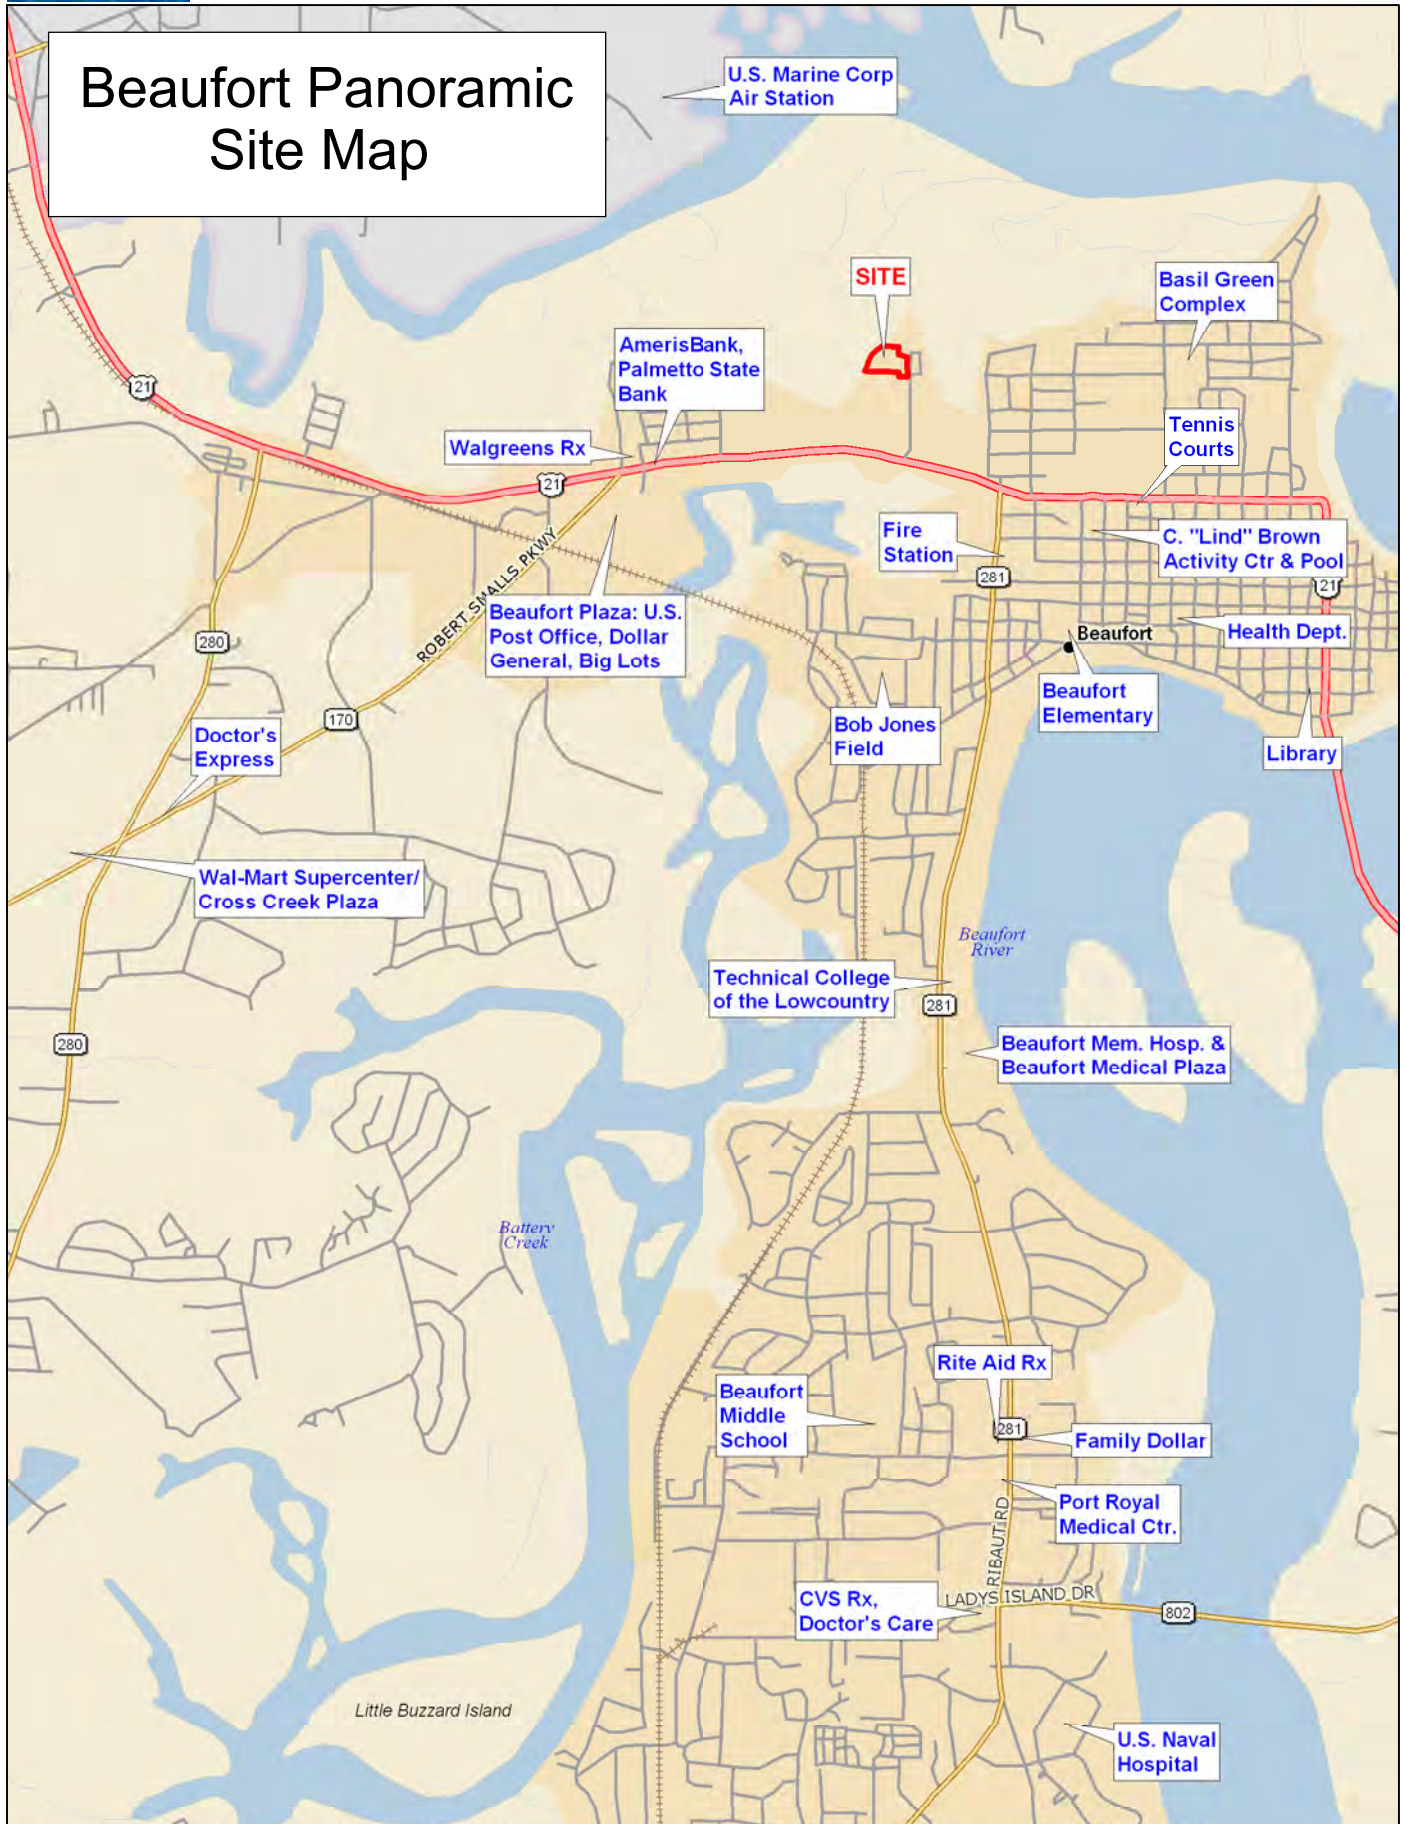 Beaufort Panoramic
Site Map
U.S. Marine Corp
Air Station
SITE
Basil Green
Complex
AmerisBank,
Palmetto State
Bank
21
Tennis
Courts
Walgreens Rx
21
Fire
Station
C. "Lind" Brown
Activity Ctr & Pool
281
21
ROBERT SMALLS PKWY
Beaufort Plaza: U.S.
Post Office, Dollar
General, Big Lots
280
Beaufort
Health Dept.
Beaufort
Elementary
170
Bob Jones
Field
Doctor's
Express
Library
Wal-Mart Supercenter/
Cross Creek Plaza
Beaufort
River
Technical College
of the Lowcountry
281
280
Beaufort Mem. Hosp. &
Beaufort Medical Plaza
Battery
Creek
Rite Aid Rx
Beaufort
Middle
School
281
Family Dollar
Port Royal
Medical Ctr.
RIBAUT RD
LADYS ISLAND DR
CVS Rx,
Doctor's Care
802
Little Buzzard Island
U.S. Naval
Hospital